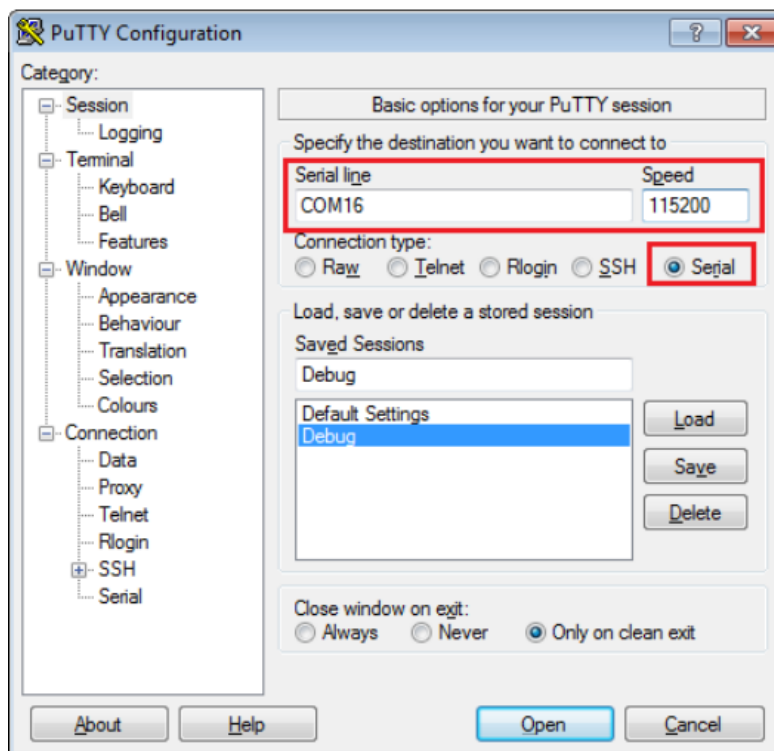 PuTTY Configuration
Category:
Session
Logging
Terminal
Keyboard
Bell
Features
Window
Appearance
Behaviour
Translation
Selection
Colours
Connection
Data
Proxy
Telnet
Rlogin
SSH
Serial
Basic options for your PuTTY session
Specify the destination you want to connect to
Serial line Speed
COM16 115200
Connection type:
Raw Telnet Rlogin SSH Serial
Load, save or delete a stored session
Saved Sessions
Debug
Default Settings
Debug
Load
Save
Delete
Close window on exit:
Always Never Only on clean exit
About Help Open Cancel